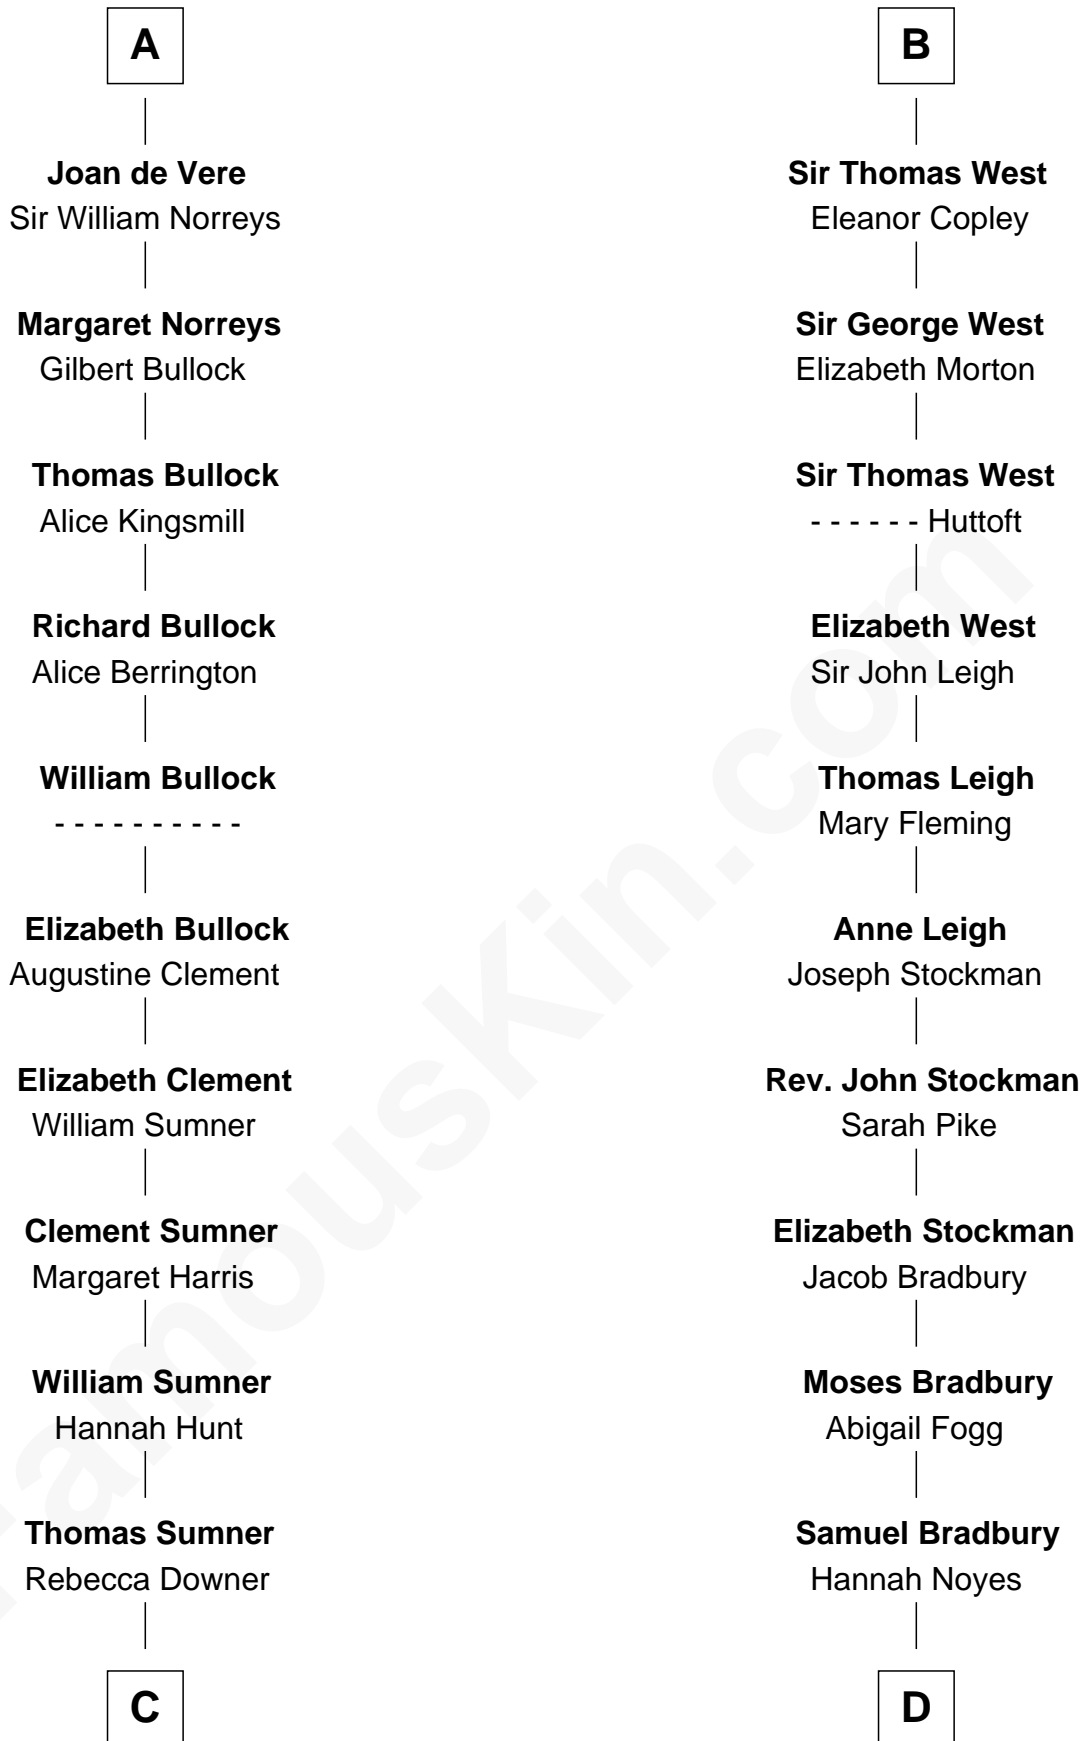 A
Joan de Vere
Sir William Norreys
Margaret Norreys
Gilbert Bullock
Thomas Bullock
Alice Kingsmill
Richard Bullock
Alice Berrington
William Bullock
- - - - - - - - - -
Elizabeth Bullock
Augustine Clement
Elizabeth Clement
William Sumner
Clement Sumner
Margaret Harris
William Sumner
Hannah Hunt
Thomas Sumner
Rebecca Downer
C
B
Sir Thomas West
Eleanor Copley
Sir George West
Elizabeth Morton
Sir Thomas West
- - - - - - Huttoft
Elizabeth West
Sir John Leigh
Thomas Leigh
Mary Fleming
Anne Leigh
Joseph Stockman
Rev. John Stockman
Sarah Pike
Elizabeth Stockman
Jacob Bradbury
Moses Bradbury
Abigail Fogg
Samuel Bradbury
Hannah Noyes
D
FamousKin.com